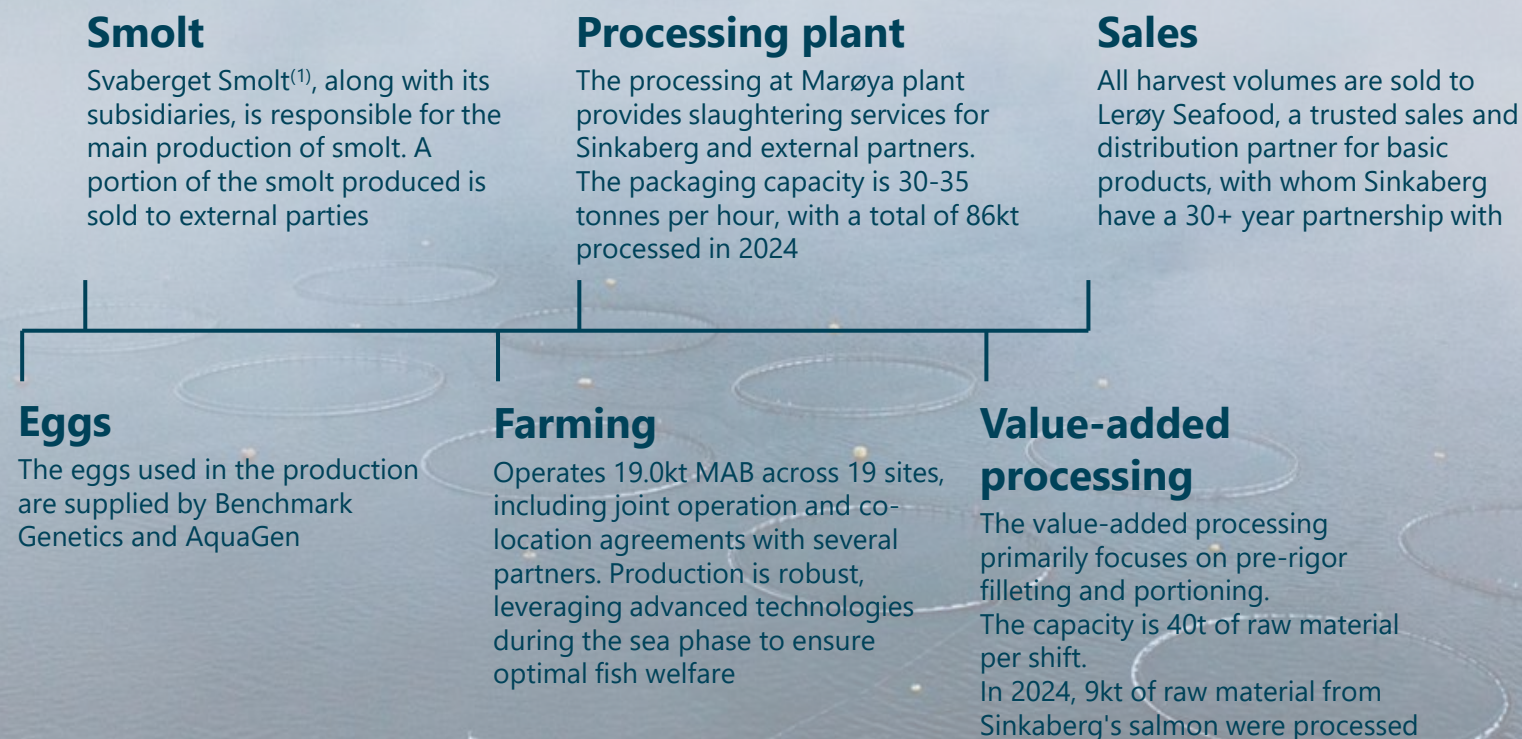 Smolt
Svaberget Smolt(1), along with its
subsidiaries, is responsible for the
main production of smolt. A
portion of the smolt produced is
sold to external parties
Processing plant
The processing at Marøya plant
provides slaughtering services for
Sinkaberg and external partners.
The packaging capacity is 30-35
tonnes per hour, with a total of 86kt
processed in 2024
Sales
All harvest volumes are sold to
Lerøy Seafood, a trusted sales and
distribution partner for basic
products, with whom Sinkaberg
have a 30+ year partnership with
Eggs
The eggs used in the production
are supplied by Benchmark
Genetics and AquaGen
Farming
Operates 19.0kt MAB across 19 sites,
including joint operation and co-
location agreements with several
partners. Production is robust,
leveraging advanced technologies
during the sea phase to ensure
optimal fish welfare
Value-added
processing
The value-added processing
primarily focuses on pre-rigor
filleting and portioning.
The capacity is 40t of raw material
per shift.
In 2024, 9kt of raw material from
Sinkaberg's salmon were processed